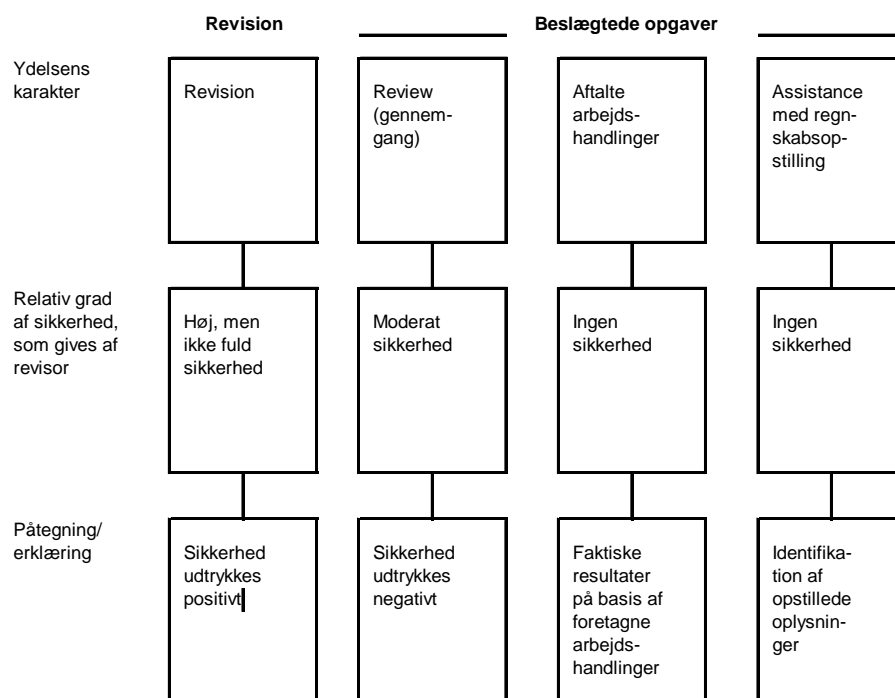 Revision
Beslægtede opgaver
Ydelsens
karakter
Revision
Review
(gennem-
gang)
Aftalte
arbejds-
handlinger
Assistance
med regn-
skabsop-
stilling
Relativ grad
af sikkerhed,
som gives af
revisor
Høj, men
ikke fuld
sikkerhed
Moderat
sikkerhed
Ingen
sikkerhed
Ingen
sikkerhed
Påtegning/
erklæring
Sikkerhed
udtrykkes
positivt
Sikkerhed
udtrykkes
negativt
Faktiske
resultater
på basis af
foretagne
arbejds-
handlinger
Identifika-
tion af
opstillede
oplysnin-
ger